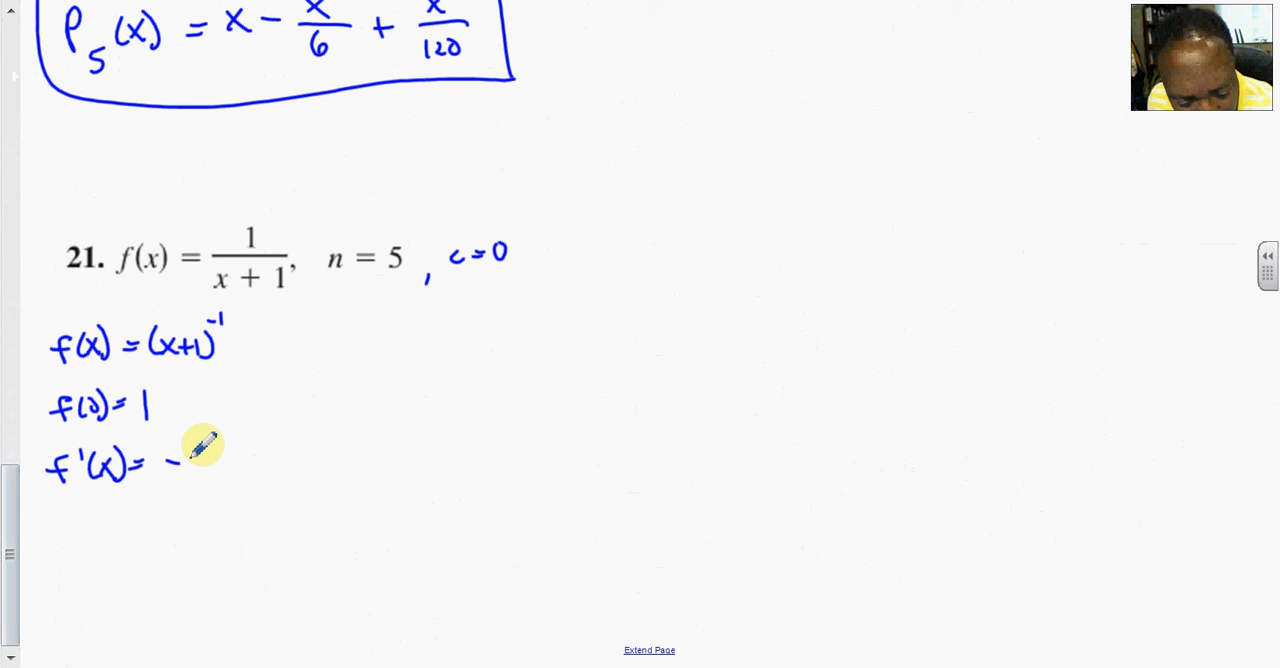 P₅(x) = x - x/6 + x/120
21. f(x) = 1/(x + 1), n = 5 , c=0
f(x) = (x+1)⁻¹
f(0) = 1
f'(x) = -
Extend Page